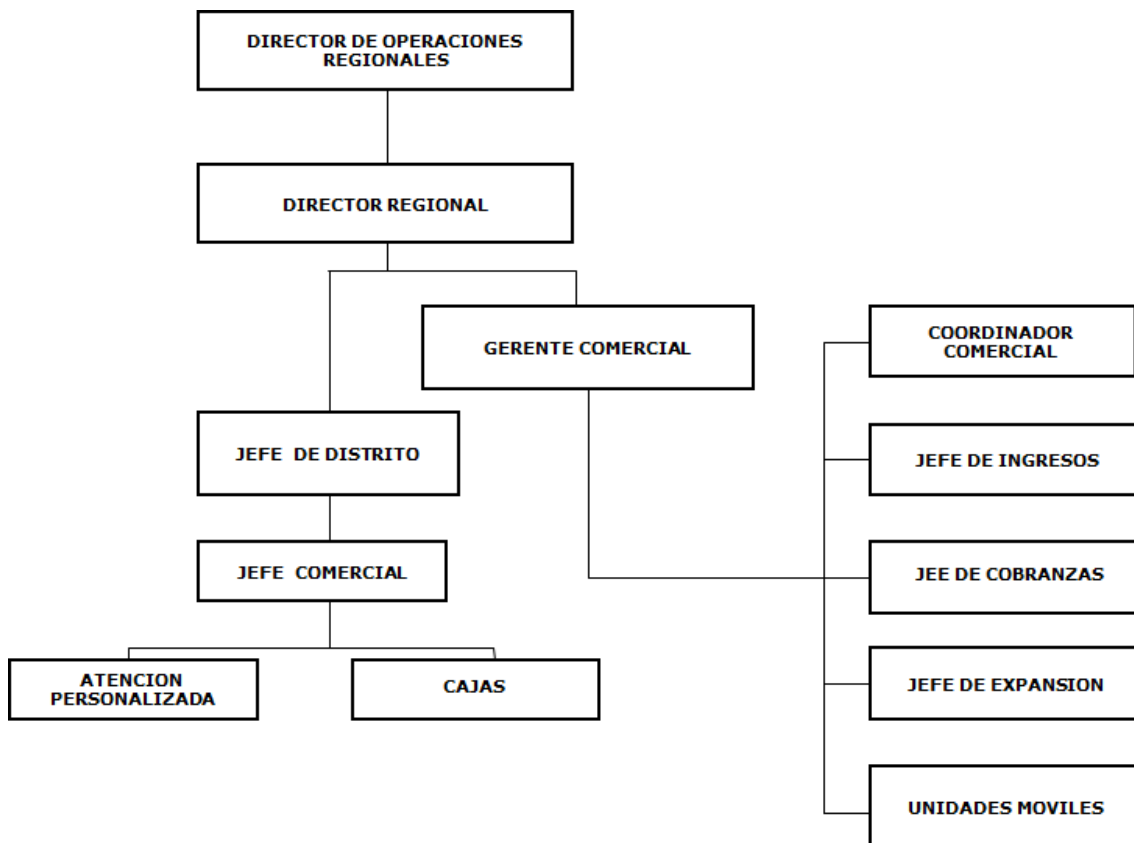 DIRECTOR DE OPERACIONES
REGIONALES
DIRECTOR REGIONAL
GERENTE COMERCIAL
COORDINADOR
COMERCIAL
JEFE DE DISTRITO
JEFE DE INGRESOS
JEFE COMERCIAL
JEE DE COBRANZAS
ATENCION
PERSONALIZADA
CAJAS
JEFE DE EXPANSION
UNIDADES MOVILES